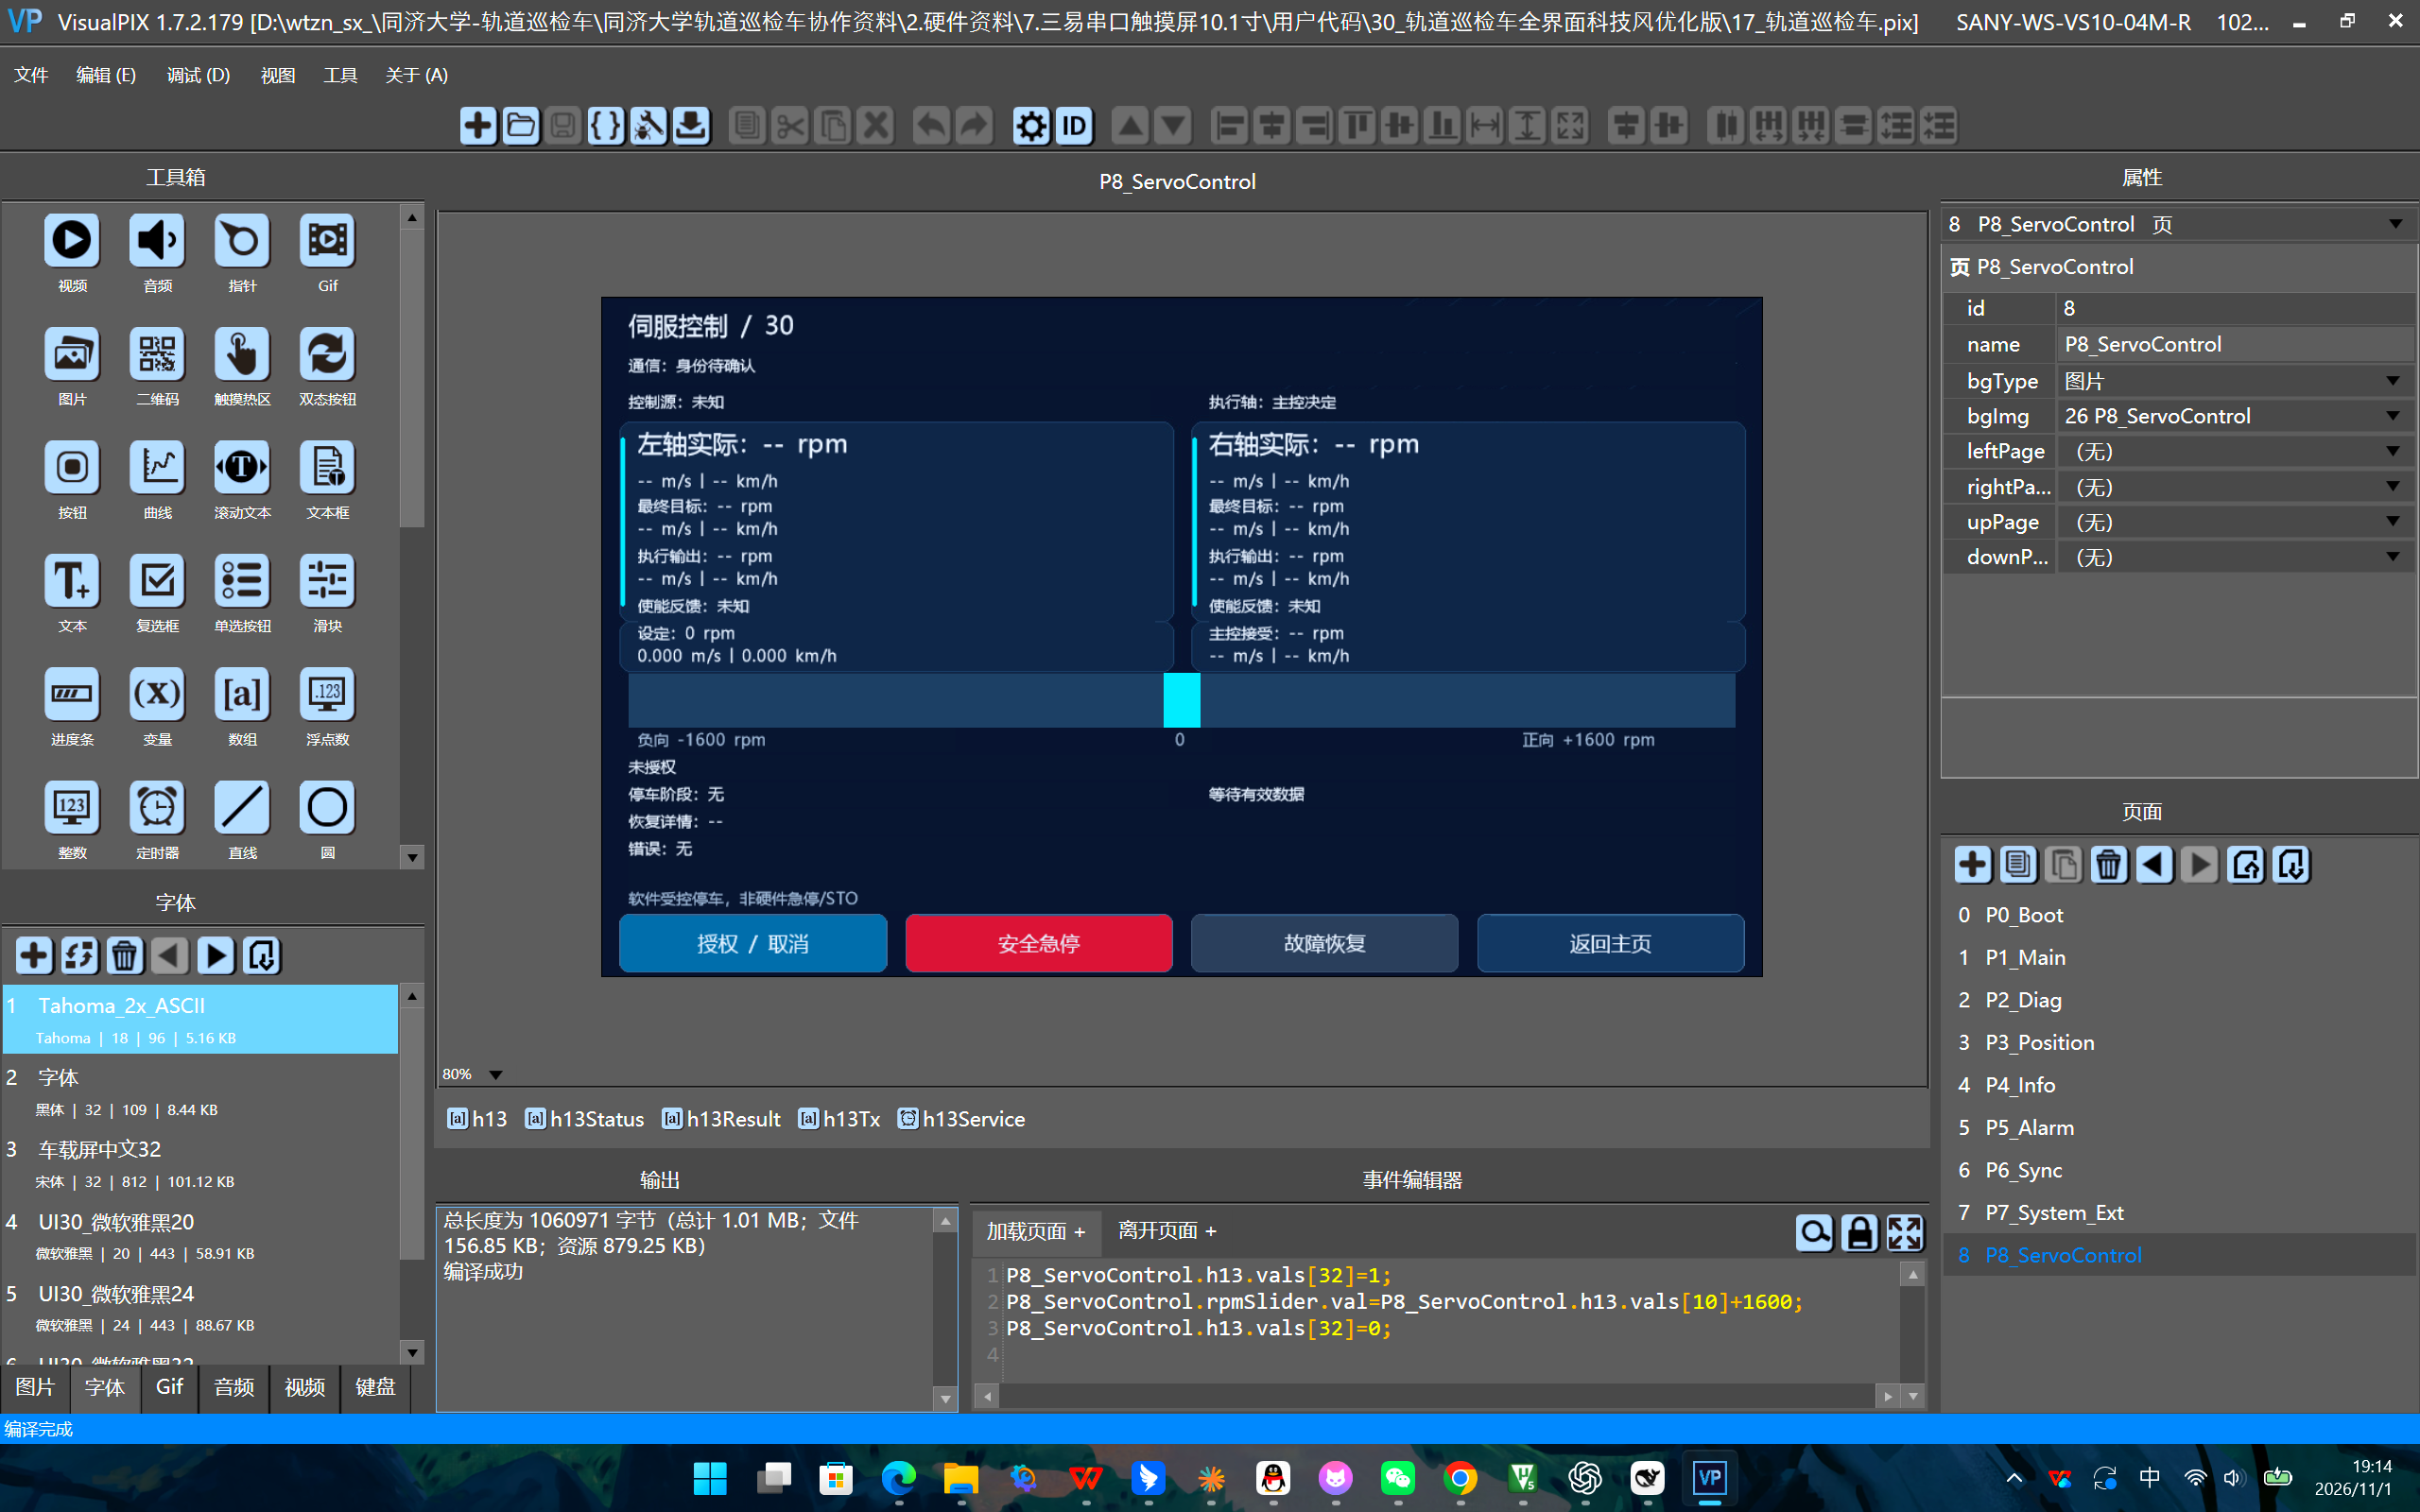 VP VisualPIX 1.7.2.179 [D:\wtzn_sx_\同济大学-轨道巡检车\同济大学轨道巡检车协作资料\2.硬件资料\7.三易串口触摸屏10.1寸\用户代码\30_轨道巡检车全界面科技风优化版\17_轨道巡检车.pix] SANY-WS-VS10-04M-R 102...
文件 编辑 (E) 调试 (D) 视图 工具 关于 (A)
ID
工具箱
视频 音频 指针 Gif
图片 二维码 触摸热区 双态按钮
按钮 曲线 滚动文本 文本框
文本 复选框 单选按钮 滑块
进度条 变量 数组 浮点数
整数 定时器 直线 圆
字体
1 Tahoma_2x_ASCII
Tahoma | 18 | 96 | 5.16 KB
2 字体
黑体 | 32 | 109 | 8.44 KB
3 车载屏中文32
宋体 | 32 | 812 | 101.12 KB
4 UI30_微软雅黑20
微软雅黑 | 20 | 443 | 58.91 KB
5 UI30_微软雅黑24
微软雅黑 | 24 | 443 | 88.67 KB
图片 字体 Gif 音频 视频 键盘
编译完成
P8_ServoControl
伺服控制 / 30
通信: 身份待确认
控制源: 未知
执行轴: 主控决定
左轴实际: -- rpm
-- m/s | -- km/h
最终目标: -- rpm
-- m/s | -- km/h
执行输出: -- rpm
-- m/s | -- km/h
使能反馈: 未知
右轴实际: -- rpm
-- m/s | -- km/h
最终目标: -- rpm
-- m/s | -- km/h
执行输出: -- rpm
-- m/s | -- km/h
使能反馈: 未知
设定: 0 rpm
0.000 m/s | 0.000 km/h
主控接受: -- rpm
-- m/s | -- km/h
负向 -1600 rpm 0 正向 +1600 rpm
未授权
停车阶段: 无
等待有效数据
恢复详情: --
错误: 无
软件受控停车, 非硬件急停/STO
授权 / 取消 安全急停 故障恢复 返回主页
80%
[a] h13 [a] h13Status [a] h13Result [a] h13Tx h13Service
输出
总长度为 1060971 字节（总计 1.01 MB；文件
156.85 KB；资源 879.25 KB）
编译成功
事件编辑器
加载页面 + 离开页面 +
1 P8_ServoControl.h13.vals[32]=1;
2 P8_ServoControl.rpmSlider.val=P8_ServoControl.h13.vals[10]+1600;
3 P8_ServoControl.h13.vals[32]=0;
4
属性
8 P8_ServoControl 页
页 P8_ServoControl
id 8
name P8_ServoControl
bgType 图片
bgImg 26 P8_ServoControl
leftPage （无）
rightPa... （无）
upPage （无）
downP... （无）
页面
0 P0_Boot
1 P1_Main
2 P2_Diag
3 P3_Position
4 P4_Info
5 P5_Alarm
6 P6_Sync
7 P7_System_Ext
8 P8_ServoControl
VP
中
19:14
2026/11/1